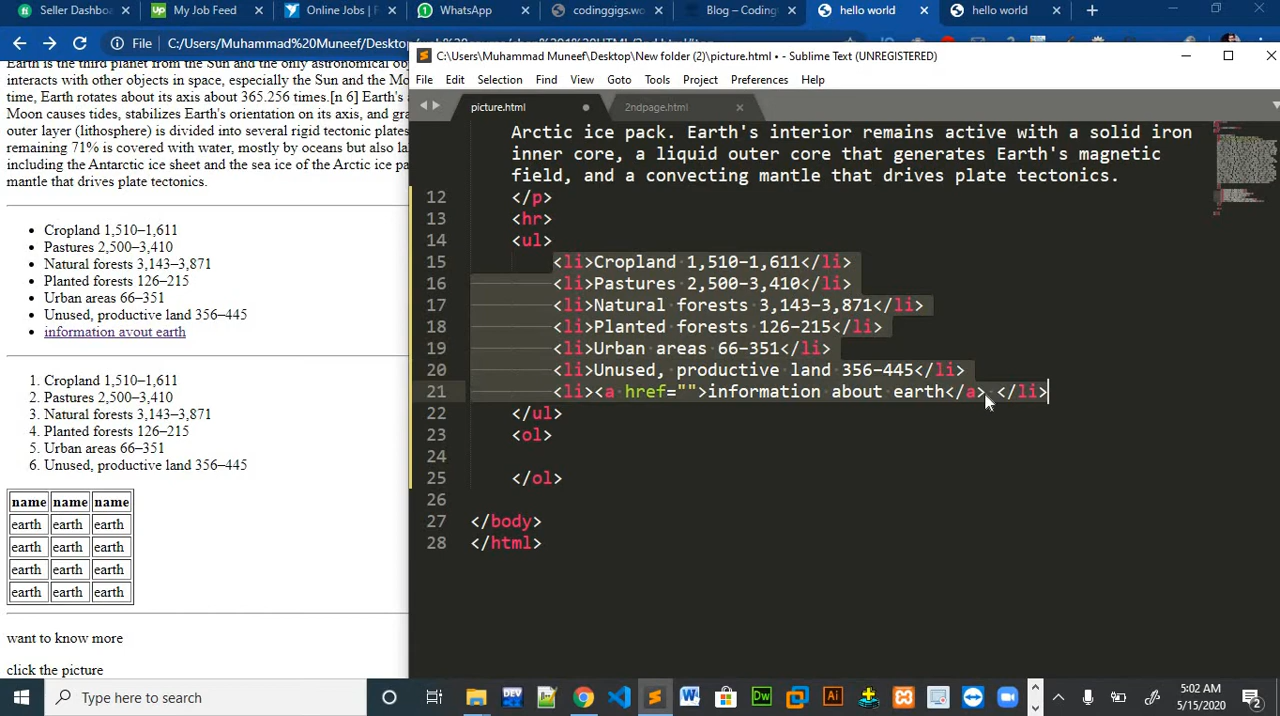 Seller Dashboa
My Job Feed
Online Jobs | F
WhatsApp
codinggigs.com
Blog – Coding
hello world
hello world
File
C:/Users/Muhammad%20Muneef/Desktop
C:\Users\Muhammad Muneef\Desktop\New folder (2)\picture.html • - Sublime Text (UNREGISTERED)
File Edit Selection Find View Goto Tools Project Preferences Help
picture.html
2ndpage.html
Earth is the third planet from the Sun and the only astronomical ob
interacts with other objects in space, especially the Sun and the Mo
time, Earth rotates about its axis about 365.256 times.[n 6] Earth's a
Moon causes tides, stabilizes Earth's orientation on its axis, and gra
outer layer (lithosphere) is divided into several rigid tectonic plates
remaining 71% is covered with water, mostly by oceans but also la
including the Antarctic ice sheet and the sea ice of the Arctic ice pa
mantle that drives plate tectonics.
• Cropland 1,510–1,611
• Pastures 2,500–3,410
• Natural forests 3,143–3,871
• Planted forests 126–215
• Urban areas 66–351
• Unused, productive land 356–445
• information avout earth
1. Cropland 1,510–1,611
2. Pastures 2,500–3,410
3. Natural forests 3,143–3,871
4. Planted forests 126–215
5. Urban areas 66–351
6. Unused, productive land 356–445
name name name
earth earth earth
earth earth earth
earth earth earth
earth earth earth
want to know more
click the picture
Arctic ice pack. Earth's interior remains active with a solid iron
inner core, a liquid outer core that generates Earth's magnetic
field, and a convecting mantle that drives plate tectonics.
12 </p>
13 <hr>
14 <ul>
15 <li>Cropland 1,510–1,611</li>
16 <li>Pastures 2,500–3,410</li>
17 <li>Natural forests 3,143–3,871</li>
18 <li>Planted forests 126–215</li>
19 <li>Urban areas 66–351</li>
20 <li>Unused, productive land 356–445</li>
21 <li><a href="">information about earth</a> </li>
22 </ul>
23 <ol>
24
25 </ol>
26
27 </body>
28 </html>
Type here to search
DEV
W
Dw
Ai
5:02 AM
5/15/2020
2